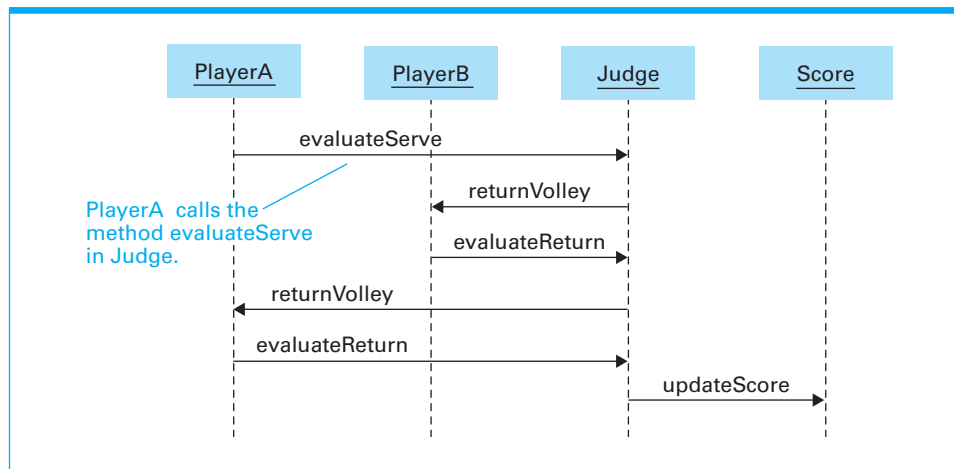 PlayerA PlayerB Judge Score
evaluateServe
returnVolley
PlayerA calls the
method evaluateServe
in Judge.
evaluateReturn
returnVolley
evaluateReturn
updateScore